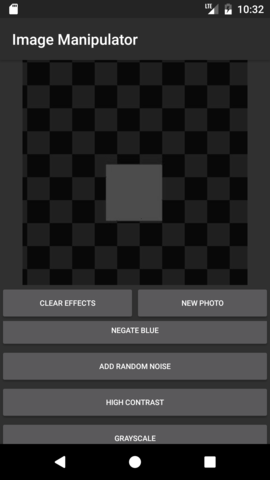 LTE 10:32
Image Manipulator
CLEAR EFFECTS
NEW PHOTO
NEGATE BLUE
ADD RANDOM NOISE
HIGH CONTRAST
GRAYSCALE